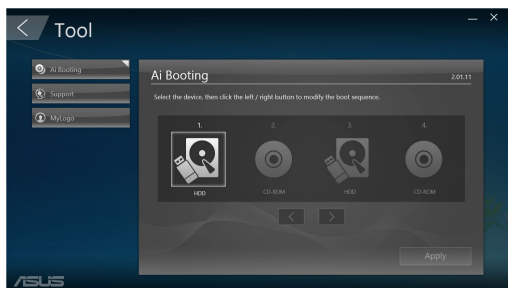 Tool
Ai Booting
Support
MyLogo
Ai Booting
2.01.11
Select the device, then click the left / right button to modify the boot sequence.
1. 2. 3. 4.
HDD CD-ROM HDD CD-ROM
Apply
ASUS